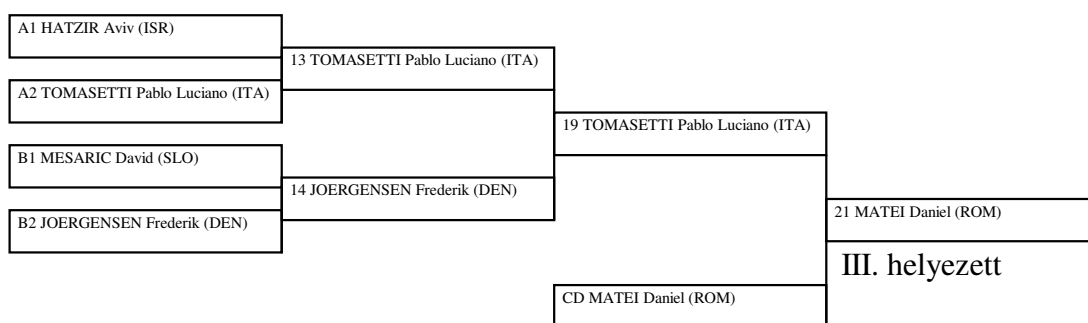 A1 HATZIR Aviv (ISR)
13 TOMASETTI Pablo Luciano (ITA)
A2 TOMASETTI Pablo Luciano (ITA)
19 TOMASETTI Pablo Luciano (ITA)
B1 MESARIC David (SLO)
14 JOERGENSEN Frederik (DEN)
B2 JOERGENSEN Frederik (DEN)
21 MATEI Daniel (ROM)
III. helyezett
CD MATEI Daniel (ROM)